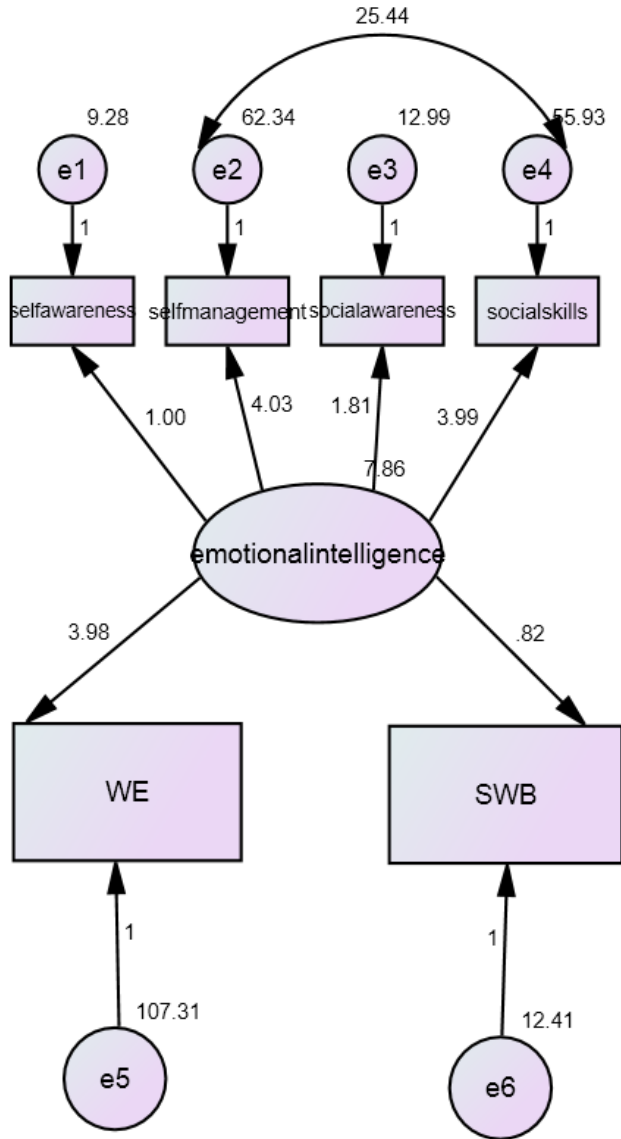 25.44
9.28
62.34
12.99
55.93
e1
e2
e3
e4
1
1
1
1
selfawareness
selfmanagement
socialawareness
socialskills
1.00
4.03
1.81
3.99
7.86
emotionalintelligence
3.98
.82
WE
SWB
1
1
107.31
12.41
e5
e6